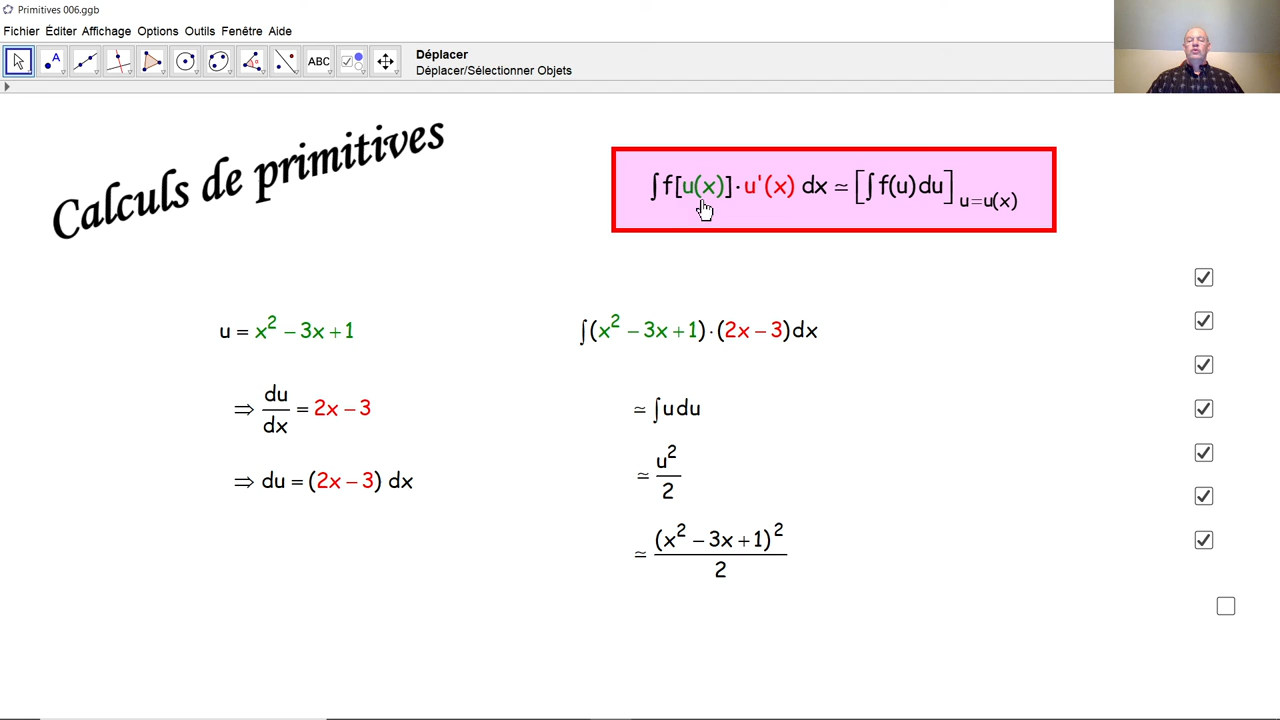 Primitives 006.ggb
Fichier Éditer Affichage Options Outils Fenêtre Aide
A
ABC
Déplacer
Déplacer/Sélectionner Objets
Calculs de primitives
∫f[u(x)]·u'(x) dx ≃ [∫f(u)du] u=u(x)
u = x² − 3x + 1
∫(x² − 3x + 1)·(2x − 3)dx
⇒ du/dx = 2x − 3
≃ ∫u du
⇒ du = (2x − 3) dx
≃ u²/2
≃ (x² − 3x + 1)²/2